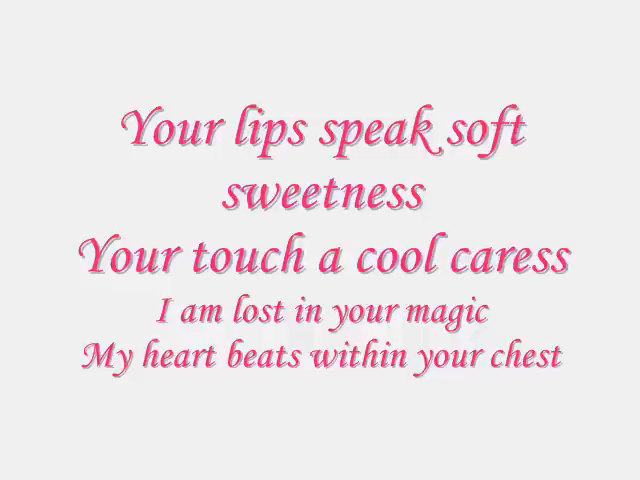 Your lips speak soft
sweetness
Your touch a cool caress
I am lost in your magic
My heart beats within your chest